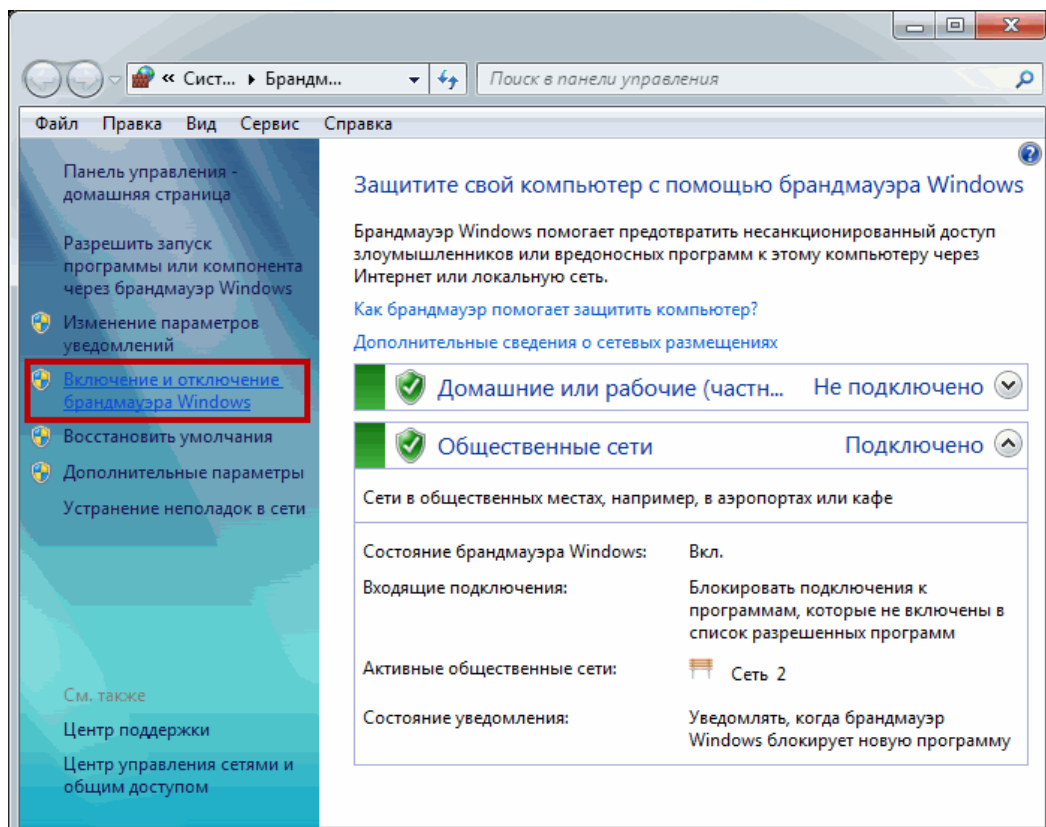 « Сист... ▸ Брандм...
Поиск в панели управления
Файл Правка Вид Сервис Справка
Панель управления -
домашняя страница
Разрешить запуск
программы или компонента
через брандмауэр Windows
Изменение параметров
уведомлений
Включение и отключение
брандмауэра Windows
Восстановить умолчания
Дополнительные параметры
Устранение неполадок в сети
См. также
Центр поддержки
Центр управления сетями и
общим доступом
Защитите свой компьютер с помощью брандмауэра Windows
Брандмауэр Windows помогает предотвратить несанкционированный доступ
злоумышленников или вредоносных программ к этому компьютеру через
Интернет или локальную сеть.
Как брандмауэр помогает защитить компьютер?
Дополнительные сведения о сетевых размещениях
Домашние или рабочие (частн... Не подключено
Общественные сети Подключено
Сети в общественных местах, например, в аэропортах или кафе
Состояние брандмауэра Windows: Вкл.
Входящие подключения: Блокировать подключения к
программам, которые не включены в
список разрешенных программ
Активные общественные сети: Сеть 2
Состояние уведомления: Уведомлять, когда брандмауэр
Windows блокирует новую программу